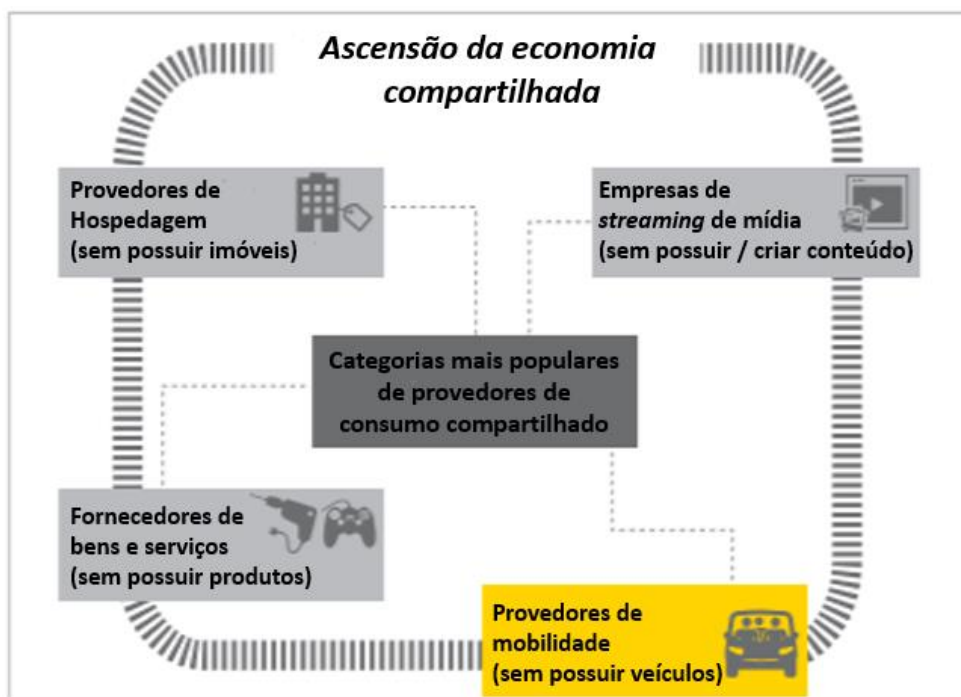 Ascensão da economia
compartilhada
Provedores de
Hospedagem
(sem possuir imóveis)
Empresas de
streaming de mídia
(sem possuir / criar conteúdo)
Categorias mais populares
de provedores de
consumo compartilhado
Fornecedores de
bens e serviços
(sem possuir produtos)
Provedores de
mobilidade
(sem possuir veículos)